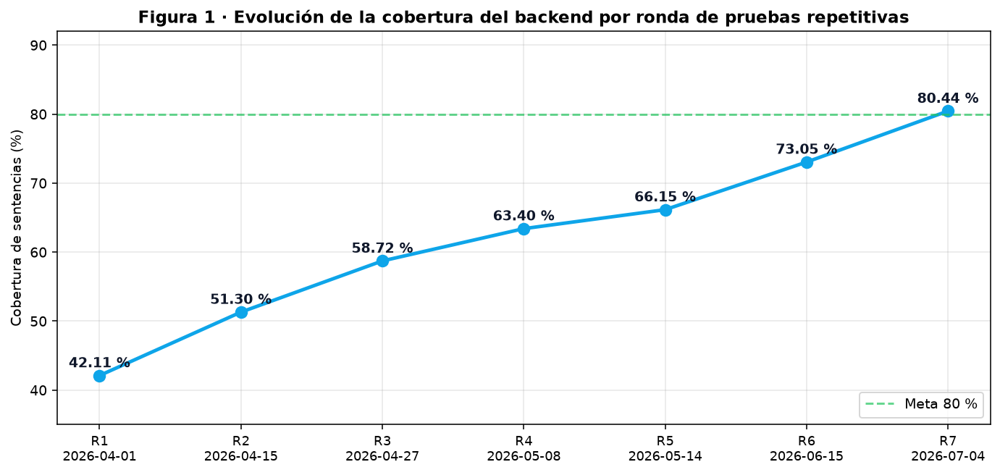 Figura 1 · Evolución de la cobertura del backend por ronda de pruebas repetitivas
Cobertura de sentencias (%)
90
80
70
60
50
40
42.11 %
51.30 %
58.72 %
63.40 %
66.15 %
73.05 %
80.44 %
Meta 80 %
R1
2026-04-01
R2
2026-04-15
R3
2026-04-27
R4
2026-05-08
R5
2026-05-14
R6
2026-06-15
R7
2026-07-04